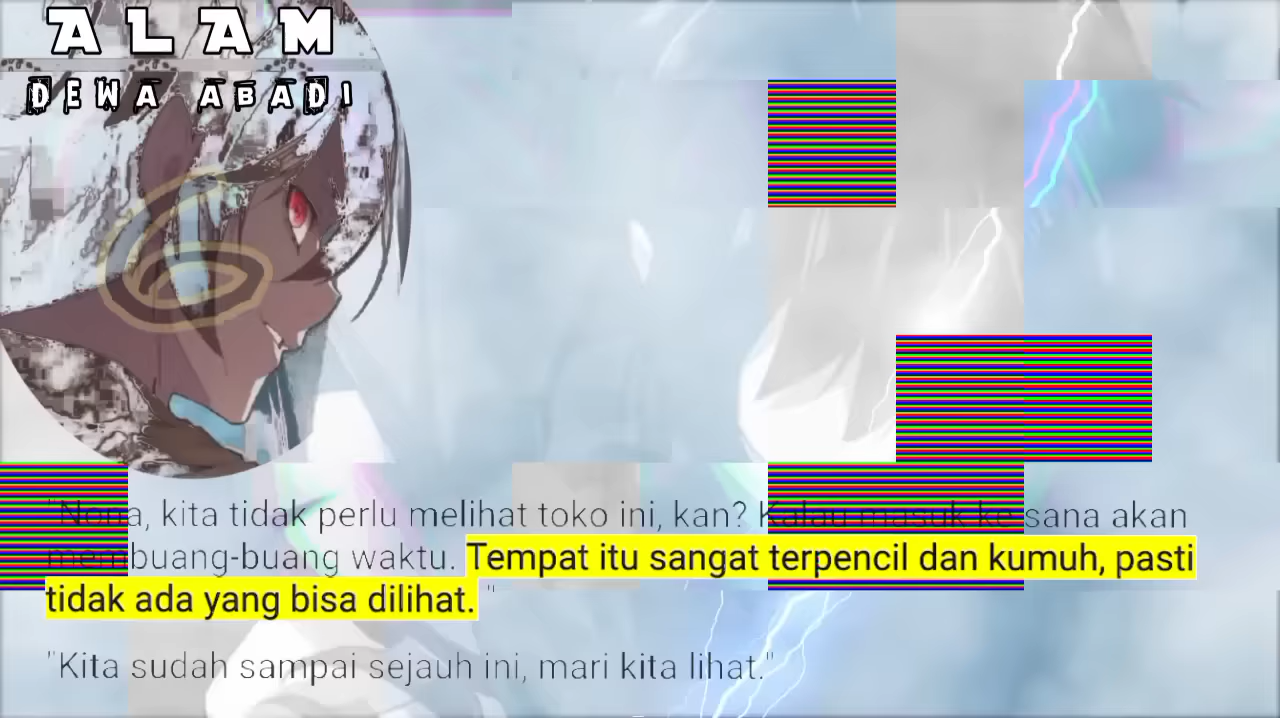 ALAM
DEWA ABADI
"Nona, kita tidak perlu melihat toko ini, kan? Kalau masuk ke sana akan
membuang-buang waktu. Tempat itu sangat terpencil dan kumuh, pasti
tidak ada yang bisa dilihat. "
"Kita sudah sampai sejauh ini, mari kita lihat."